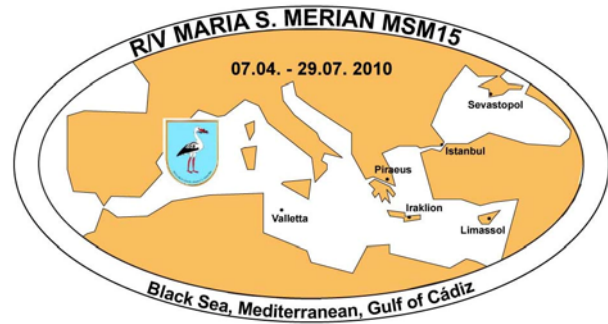 R/V MARIA S. MERIAN MSM15
07.04. - 29.07. 2010
Sevastopol
Istanbul
Piraeus
Iraklion
Valletta
Limassol
Black Sea, Mediterranean, Gulf of Cádiz